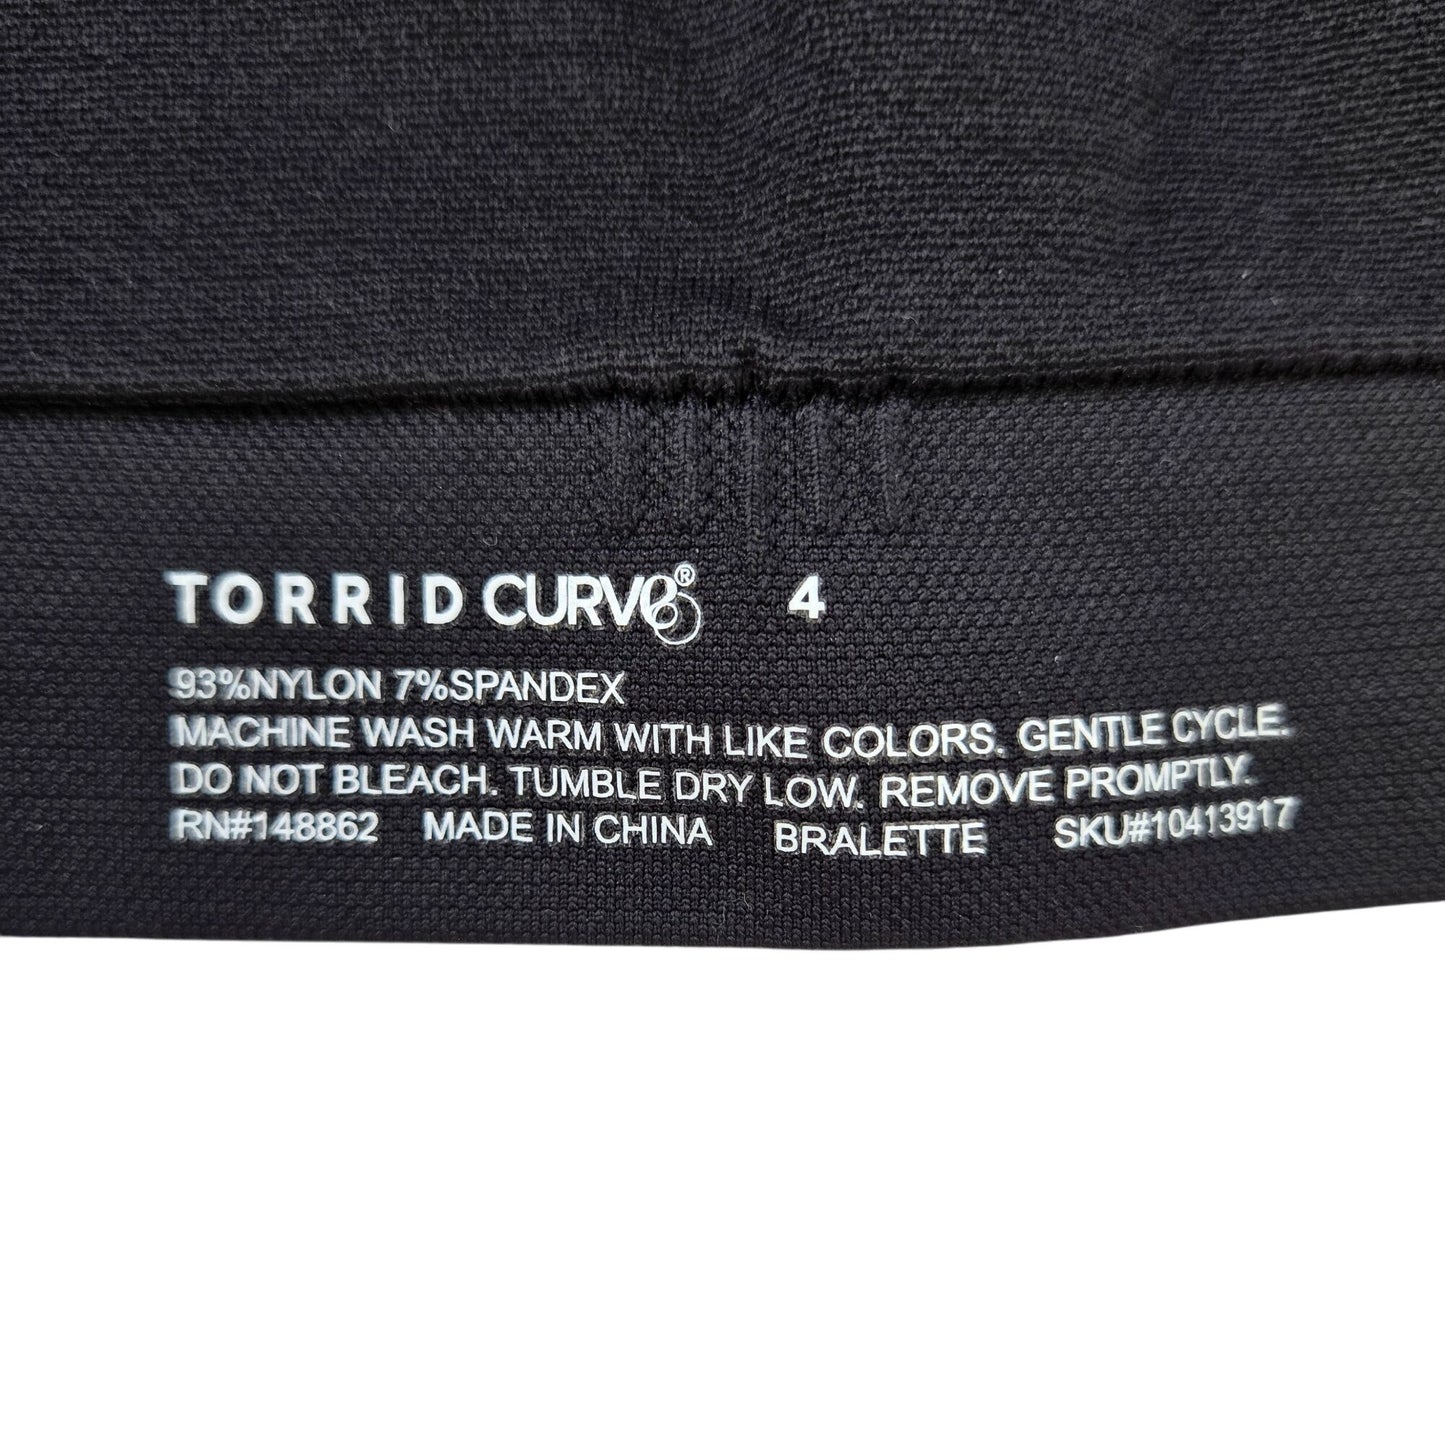 TORRID CURVE® 4
93%NYLON 7%SPANDEX
MACHINE WASH WARM WITH LIKE COLORS. GENTLE CYCLE.
DO NOT BLEACH. TUMBLE DRY LOW. REMOVE PROMPTLY.
RN#148862 MADE IN CHINA BRALETTE SKU#10413917